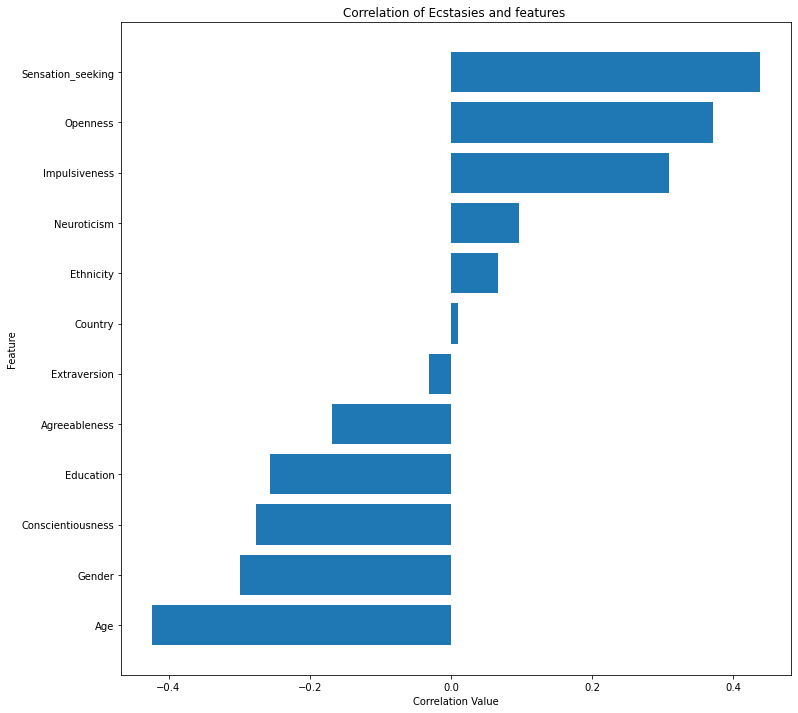 Correlation of Ecstasies and features
Sensation_seeking
Openness
Impulsiveness
Neuroticism
Ethnicity
Country
Extraversion
Agreeableness
Education
Conscientiousness
Gender
Age
Feature
−0.4 −0.2 0.0 0.2 0.4
Correlation Value